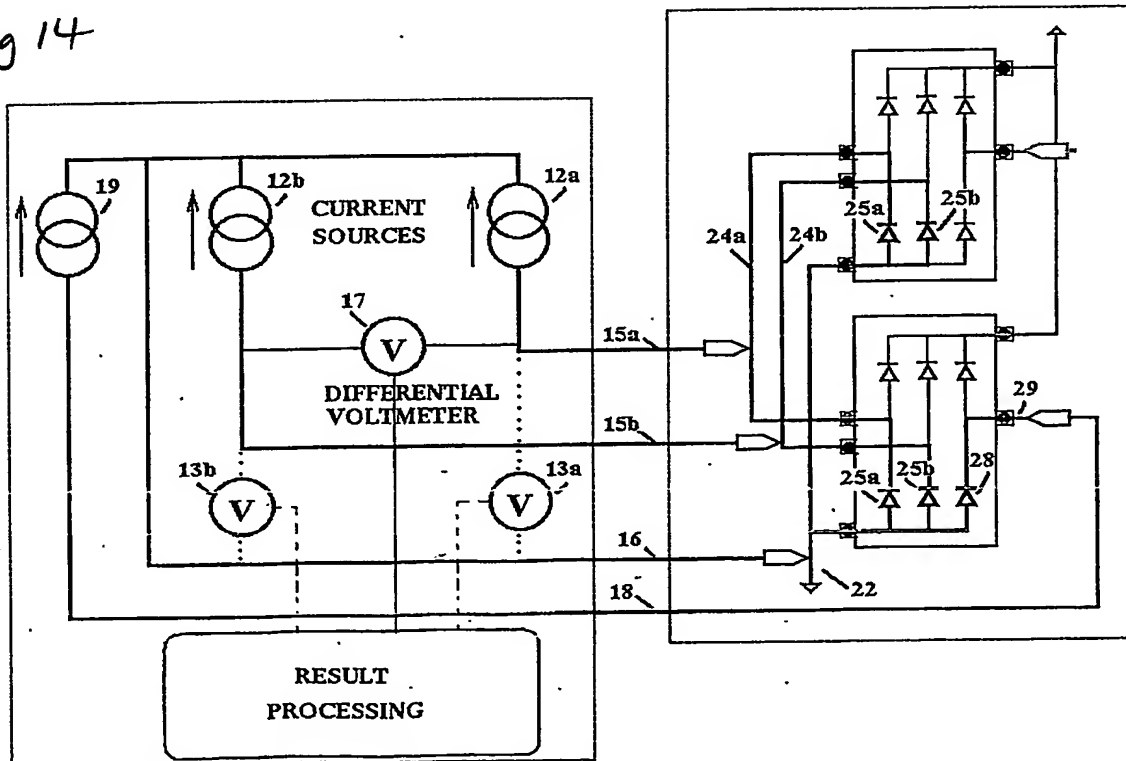 g 14
19
12b
12a
CURRENT
SOURCES
17
V
DIFFERENTIAL
VOLTMETER
15a
15b
13b
V
13a
V
16
18
RESULT
PROCESSING
24a
24b
25a
25b
25a
25b
28
29
22